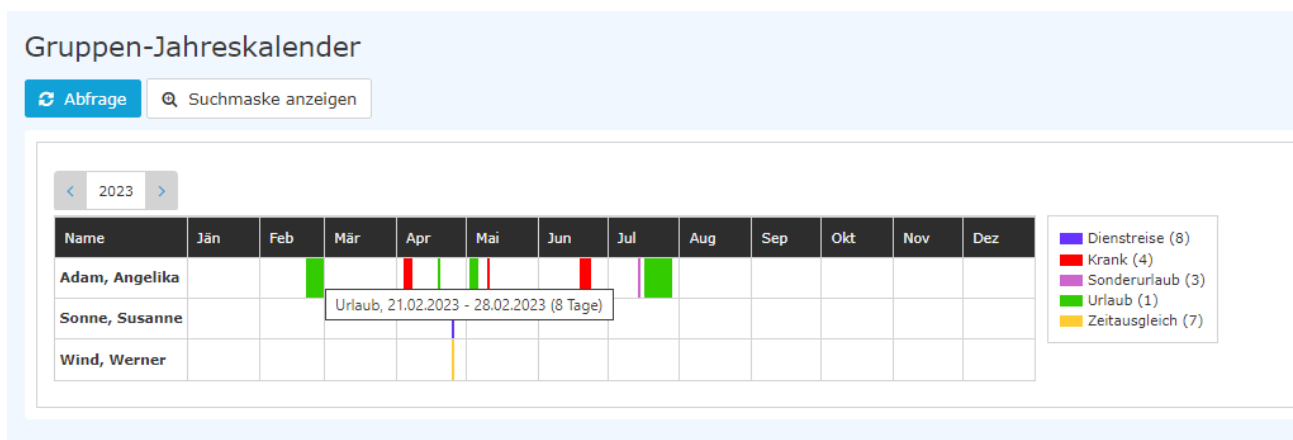 Gruppen-Jahreskalender
Abfrage Suchmaske anzeigen
2023
Name Jän Feb Mär Apr Mai Jun Jul Aug Sep Okt Nov Dez
Adam, Angelika
Urlaub, 21.02.2023 - 28.02.2023 (8 Tage)
Sonne, Susanne
Wind, Werner
Dienstreise (8)
Krank (4)
Sonderurlaub (3)
Urlaub (1)
Zeitausgleich (7)